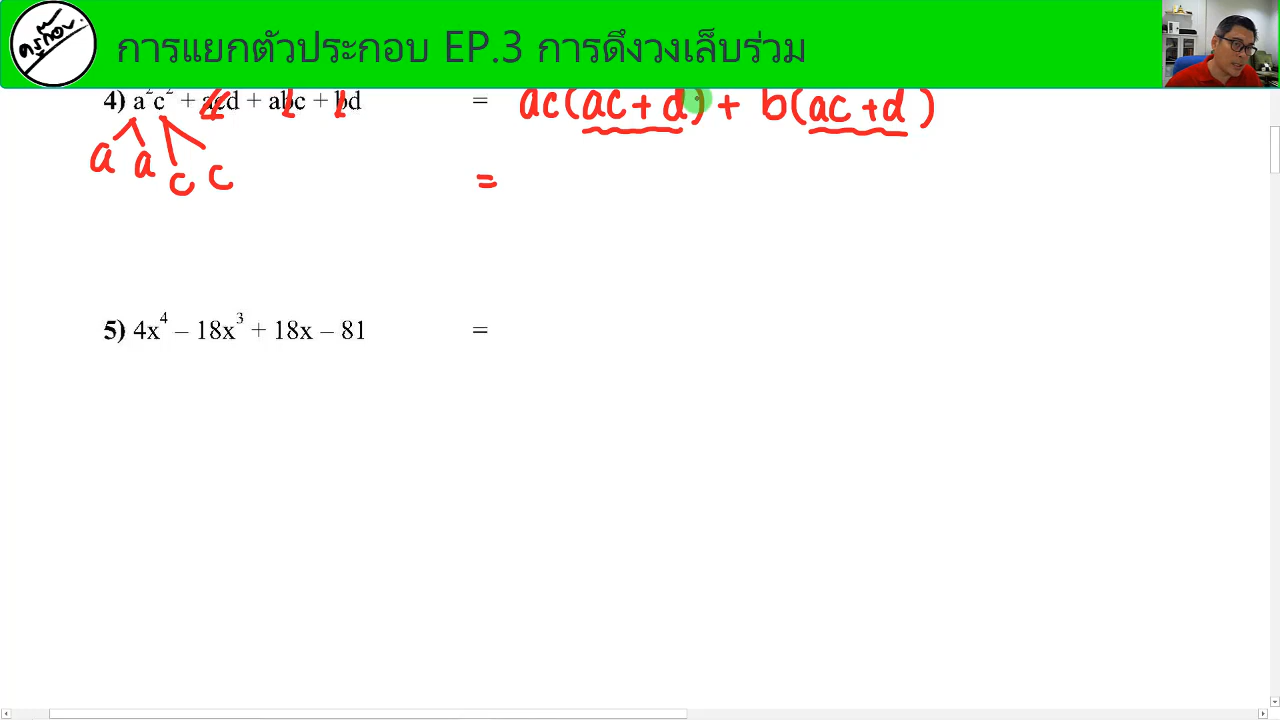 ครูก๊อบ.
การแยกตัวประกอบ EP.3 การดึงวงเล็บร่วม
4) a²c² + acd + abc + bd = ac(ac+d) + b(ac+d)
a a c c
=
5) 4x⁴ – 18x³ + 18x – 81 =